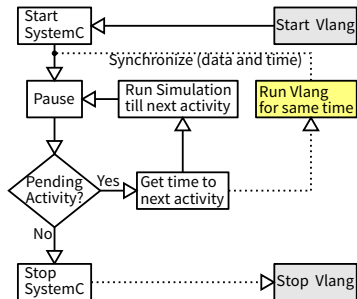 Start
SystemC
Start Vlang
Synchronize (data and time)
Pause
Run Simulation
till next activity
Run Vlang
for same time
Pending
Activity?
Yes
Get time to
next activity
No
Stop
SystemC
Stop Vlang